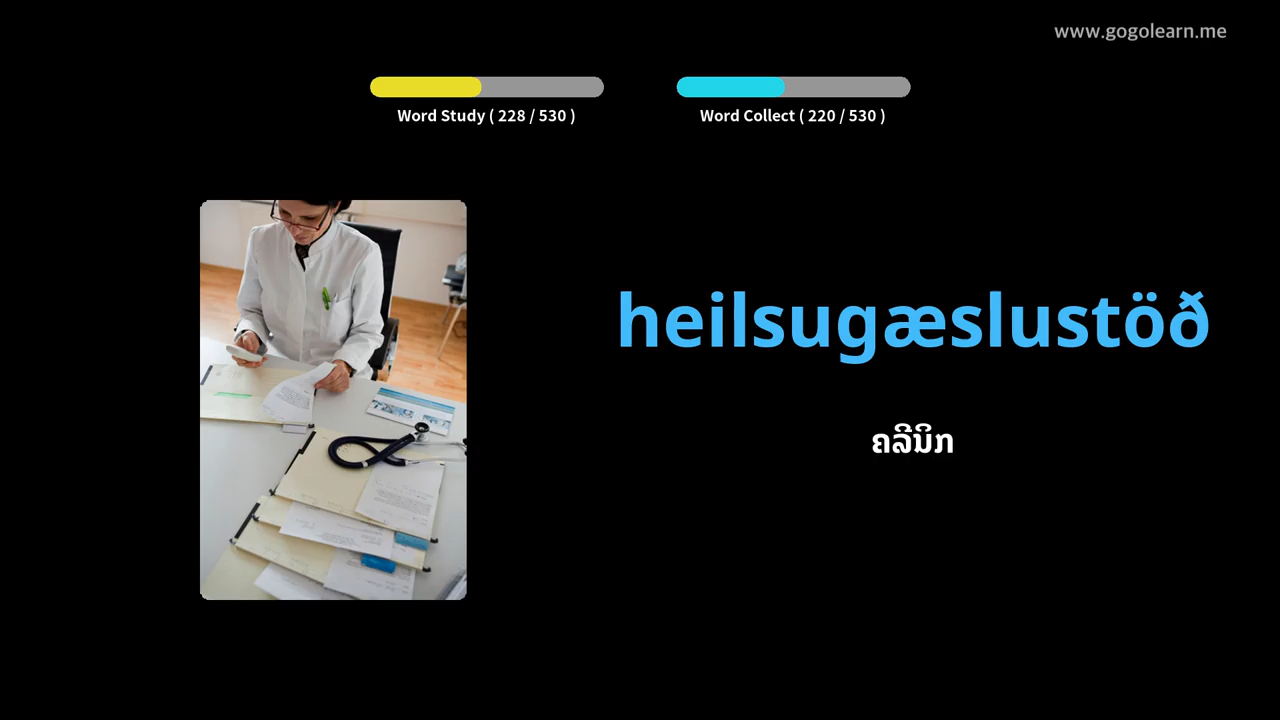 www.gogolearn.me
Word Study ( 228 / 530 )
Word Collect ( 220 / 530 )
heilsugæslustöð
ຄລີນິກ